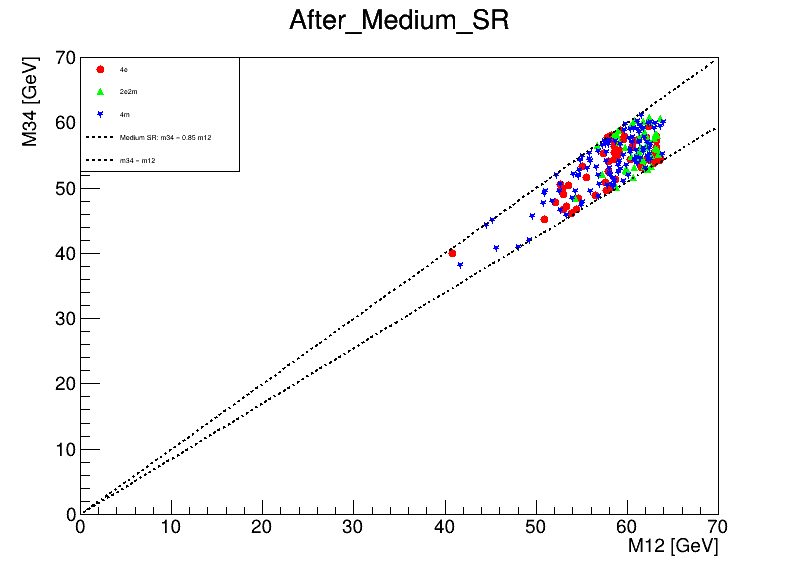 After_Medium_SR
M34 [GeV]
70
60
50
40
30
20
10
0
4e
2e2m
4m
Medium SR: m34 = 0.85 m12
m34 = m12
0 10 20 30 40 50 60 70
M12 [GeV]